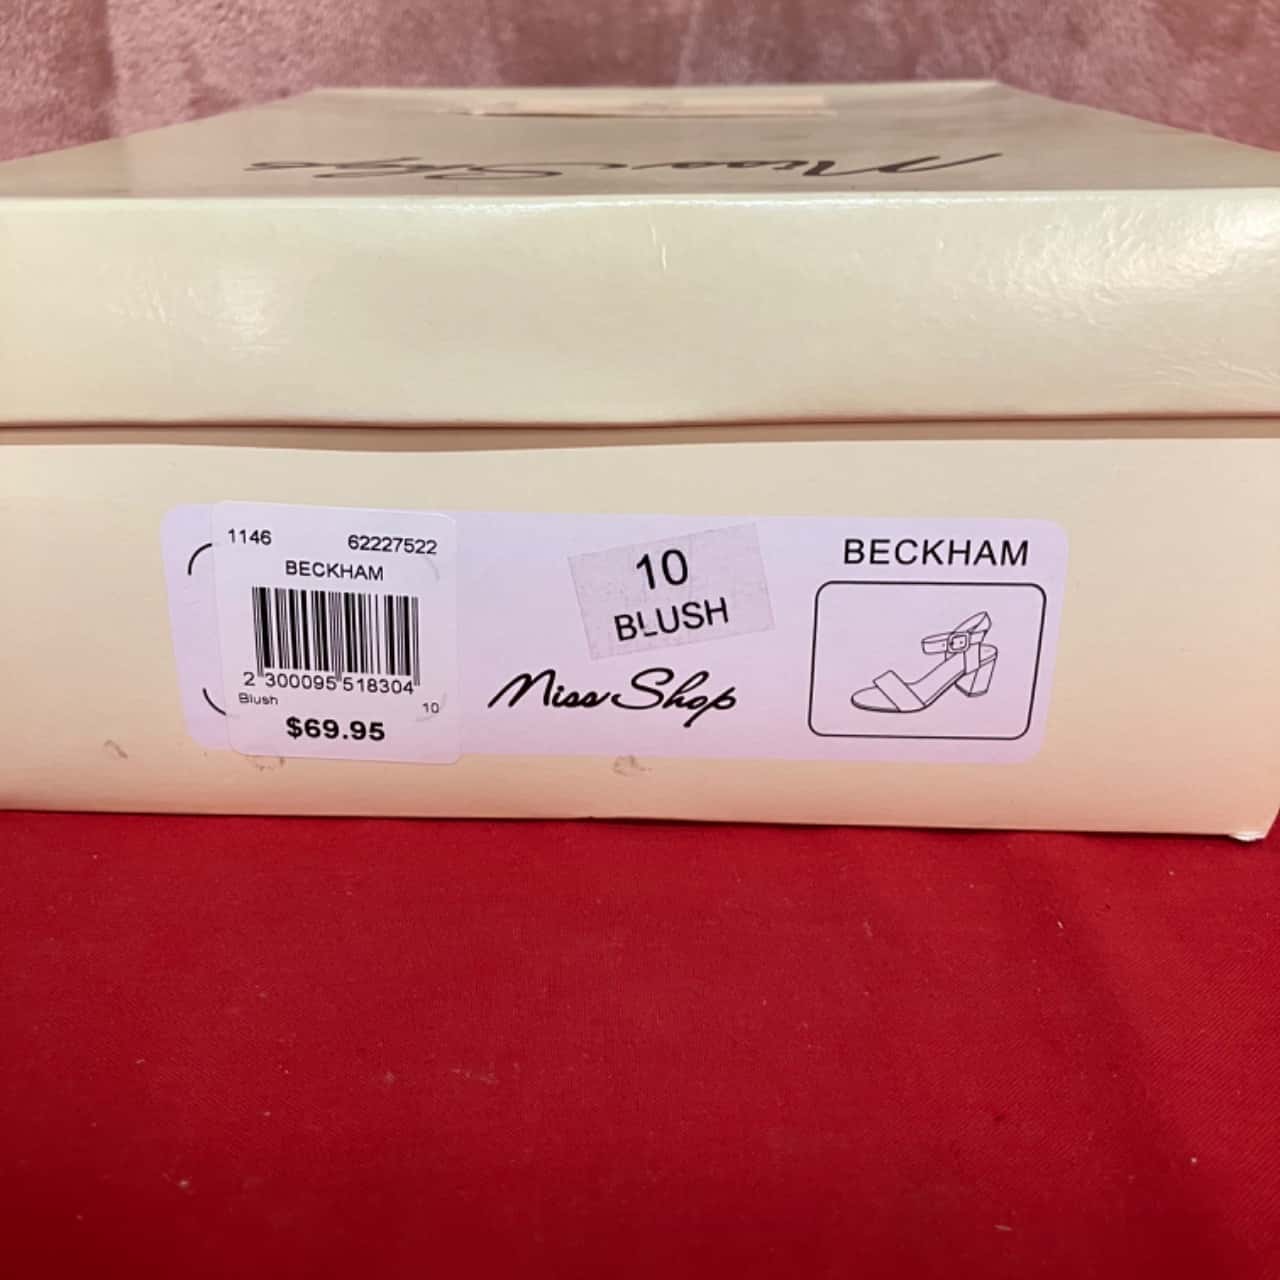 Miss Shop
1146 62227522
BECKHAM
2 300095 518304
Blush 10
$69.95
10
BLUSH
Miss Shop
BECKHAM